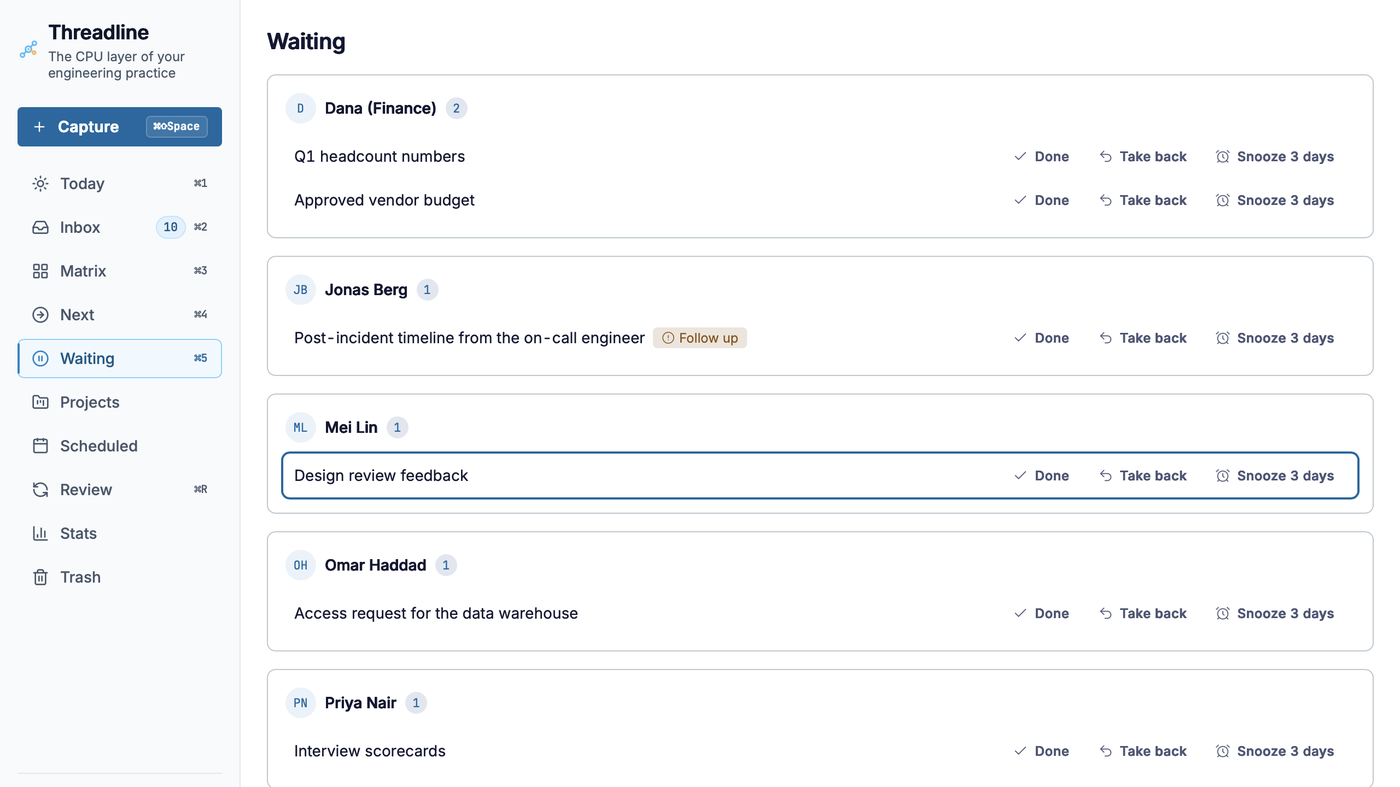 Threadline
The CPU layer of your
engineering practice
+ Capture ⌘⇧Space
Today ⌘1
Inbox 10 ⌘2
Matrix ⌘3
Next ⌘4
Waiting ⌘5
Projects
Scheduled
Review ⌘R
Stats
Trash
Waiting
D Dana (Finance) 2
Q1 headcount numbers Done Take back Snooze 3 days
Approved vendor budget Done Take back Snooze 3 days
JB Jonas Berg 1
Post-incident timeline from the on-call engineer Follow up Done Take back Snooze 3 days
ML Mei Lin 1
Design review feedback Done Take back Snooze 3 days
OH Omar Haddad 1
Access request for the data warehouse Done Take back Snooze 3 days
PN Priya Nair 1
Interview scorecards Done Take back Snooze 3 days